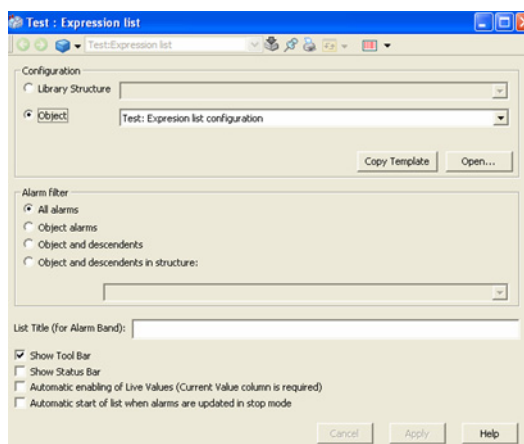 Test : Expression list
Test:Expression list
Configuration
Library Structure
Object
Test: Expresion list configuration
Copy Template
Open...
Alarm filter
All alarms
Object alarms
Object and descendents
Object and descendents in structure:
List Title (for Alarm Band):
Show Tool Bar
Show Status Bar
Automatic enabling of Live Values (Current Value column is required)
Automatic start of list when alarms are updated in stop mode
Cancel Apply Help